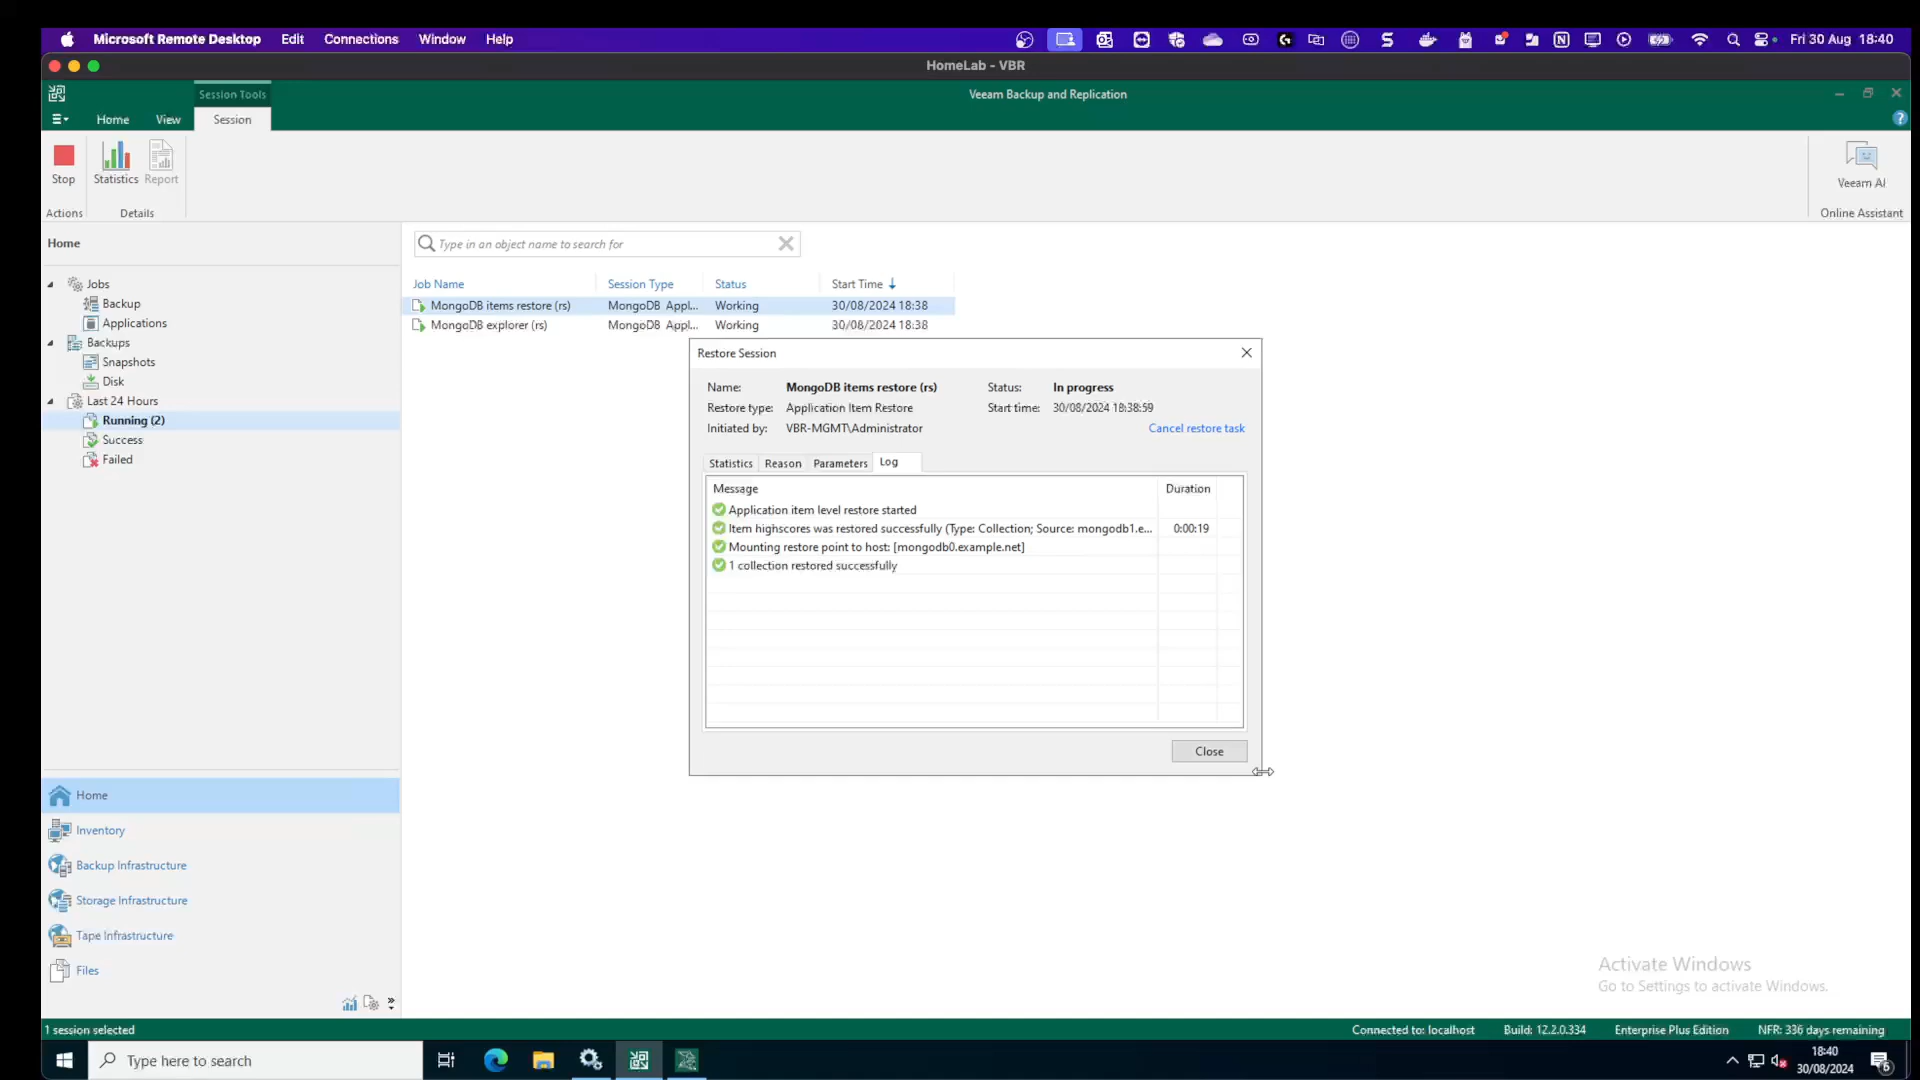 Microsoft Remote Desktop Edit Connections Window Help Fri 30 Aug 18:40
HomeLab - VBR
Session Tools
Veeam Backup and Replication
Home View Session
Stop Statistics Report
Veeam AI
Actions Details
Online Assistant
Home
Type in an object name to search for
Job Name Session Type Status Start Time
MongoDB items restore (rs) MongoDB Appl... Working 30/08/2024 18:38
MongoDB explorer (rs) MongoDB Appl... Working 30/08/2024 18:38
Jobs
Backup
Applications
Backups
Snapshots
Disk
Last 24 Hours
Running (2)
Success
Failed
Restore Session
Name: MongoDB items restore (rs) Status: In progress
Restore type: Application Item Restore Start time: 30/08/2024 18:38:59
Initiated by: VBR-MGMT\Administrator Cancel restore task
Statistics Reason Parameters Log
Message Duration
Application item level restore started
Item highscores was restored successfully (Type: Collection; Source: mongodb1.e... 0:00:19
Mounting restore point to host: [mongodb0.example.net]
1 collection restored successfully
Close
Home
Inventory
Backup Infrastructure
Storage Infrastructure
Tape Infrastructure
Files
Activate Windows
Go to Settings to activate Windows.
1 session selected
Connected to: localhost Build: 12.2.0.334 Enterprise Plus Edition NFR: 336 days remaining
Type here to search
18:40
30/08/2024
6